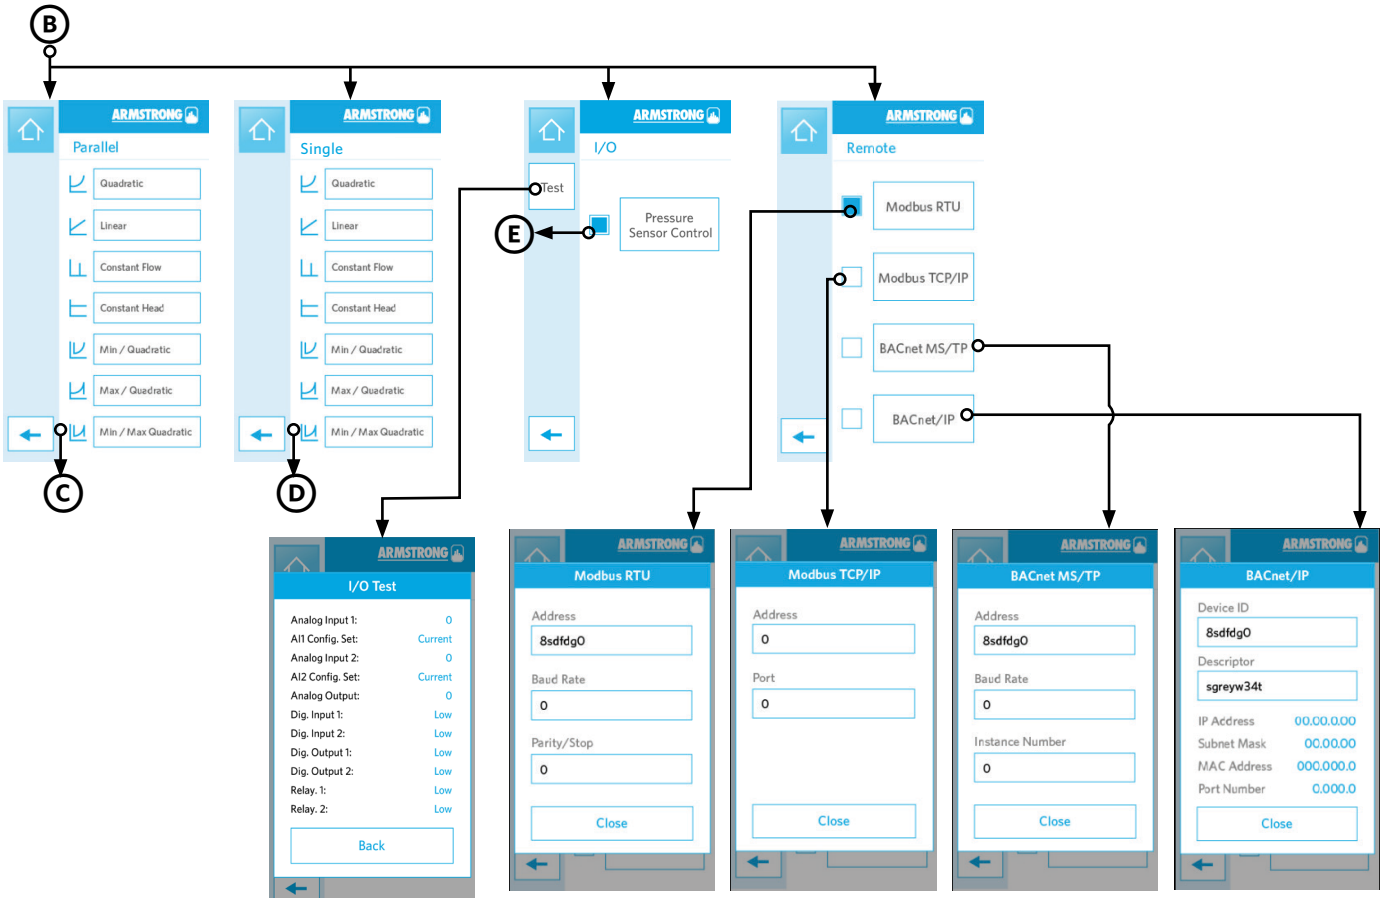 B
ARMSTRONG
Parallel
Quadratic
Linear
Constant Flow
Constant Head
Min / Quadratic
Max / Quadratic
Min / Max Quadratic
C
ARMSTRONG
Single
Quadratic
Linear
Constant Flow
Constant Head
Min / Quadratic
Max / Quadratic
Min / Max Quadratic
D
ARMSTRONG
I/O
Test
E
Pressure
Sensor Control
ARMSTRONG
Remote
Modbus RTU
Modbus TCP/IP
BACnet MS/TP
BACnet/IP
ARMSTRONG
I/O Test
Analog Input 1: 0
AI1 Config. Set: Current
Analog Input 2: 0
AI2 Config. Set: Current
Analog Output: 0
Dig. Input 1: Low
Dig. Input 2: Low
Dig. Output 1: Low
Dig. Output 2: Low
Relay. 1: Low
Relay. 2: Low
Back
ARMSTRONG
Modbus RTU
Address
8sdfdg0
Baud Rate
0
Parity/Stop
0
Close
ARMSTRONG
Modbus TCP/IP
Address
0
Port
0
Close
ARMSTRONG
BACnet MS/TP
Address
8sdfdg0
Baud Rate
0
Instance Number
0
Close
ARMSTRONG
BACnet/IP
Device ID
8sdfdg0
Descriptor
sgreyw34t
IP Address 00.00.0.00
Subnet Mask 00.00.00
MAC Address 000.000.0
Port Number 0.000.0
Close